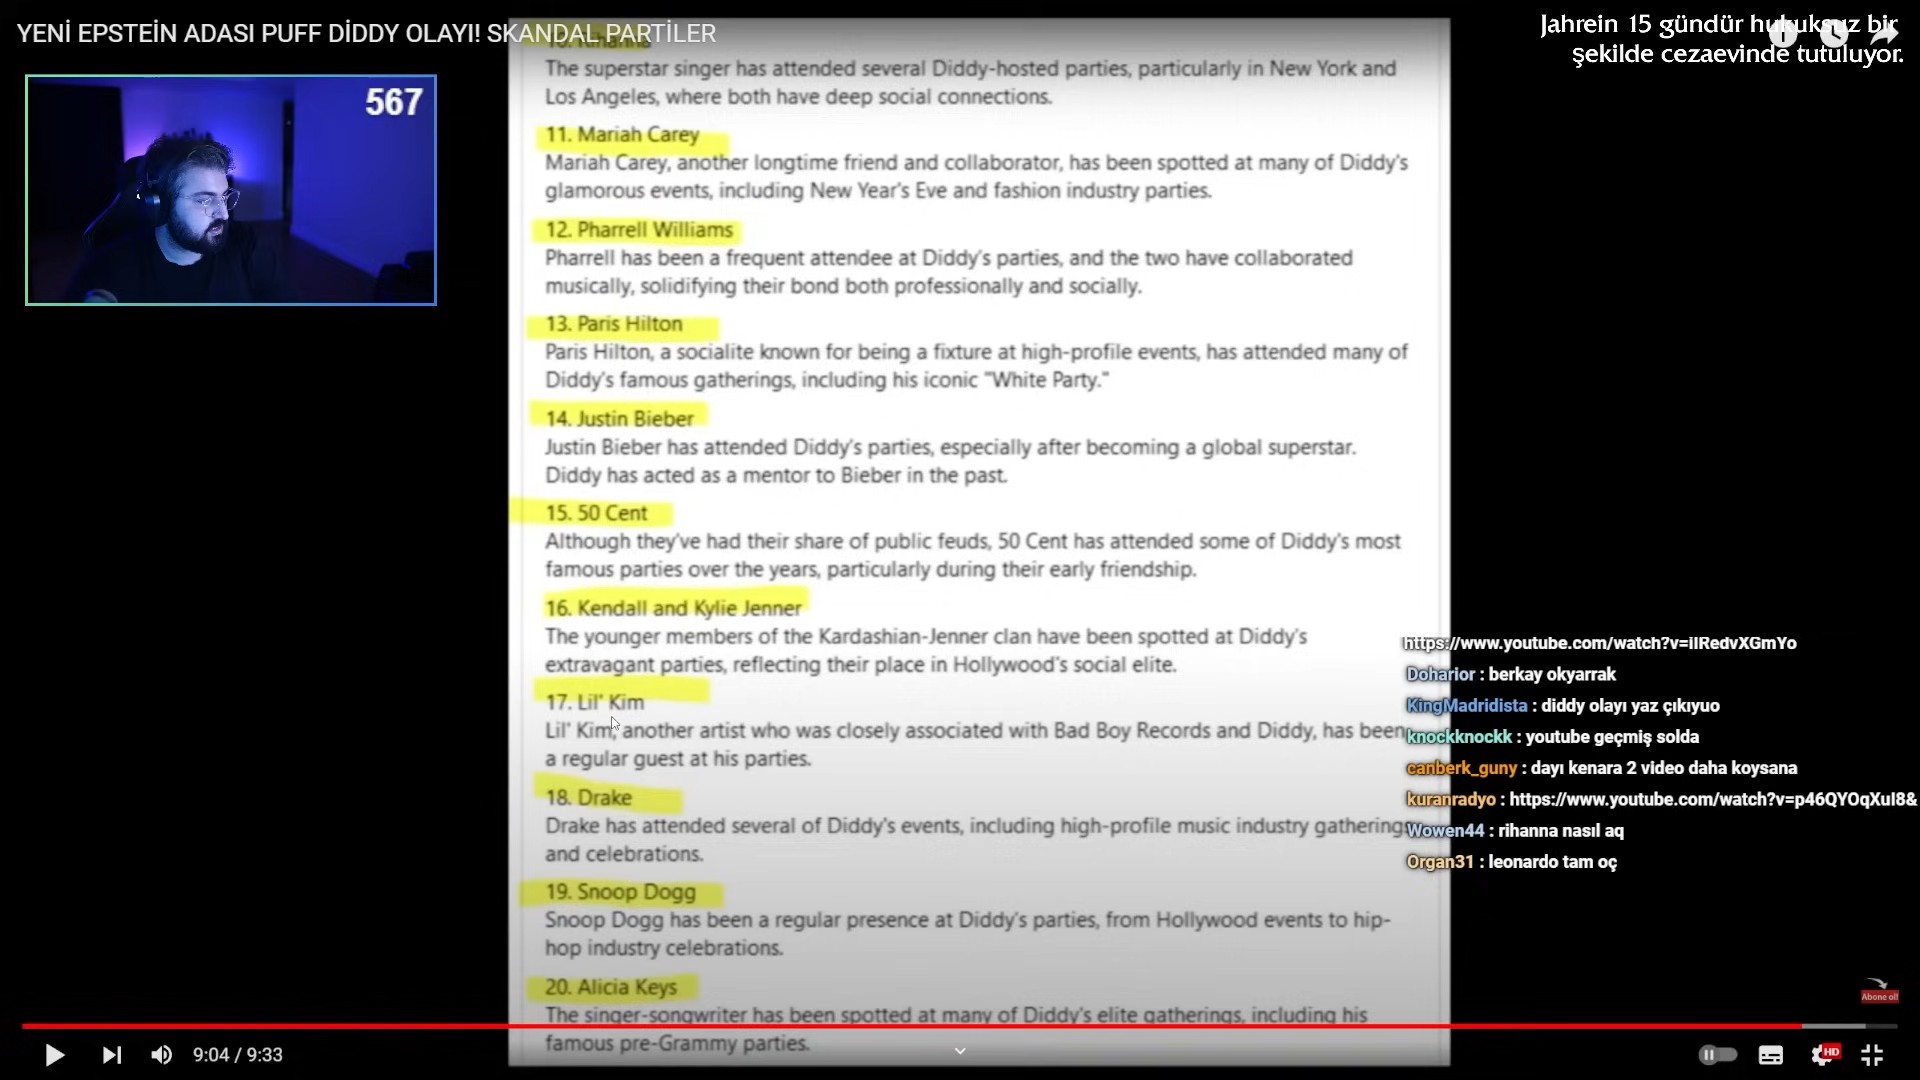 YENİ EPSTEİN ADASI PUFF DİDDY OLAYI! SKANDAL PARTİLER
Jahrein 15 gündür hukuksuz bir
şekilde cezaevinde tutuluyor.
567
10. Rihanna
The superstar singer has attended several Diddy-hosted parties, particularly in New York and
Los Angeles, where both have deep social connections.
11. Mariah Carey
Mariah Carey, another longtime friend and collaborator, has been spotted at many of Diddy's
glamorous events, including New Year's Eve and fashion industry parties.
12. Pharrell Williams
Pharrell has been a frequent attendee at Diddy's parties, and the two have collaborated
musically, solidifying their bond both professionally and socially.
13. Paris Hilton
Paris Hilton, a socialite known for being a fixture at high-profile events, has attended many of
Diddy's famous gatherings, including his iconic "White Party."
14. Justin Bieber
Justin Bieber has attended Diddy's parties, especially after becoming a global superstar.
Diddy has acted as a mentor to Bieber in the past.
15. 50 Cent
Although they've had their share of public feuds, 50 Cent has attended some of Diddy's most
famous parties over the years, particularly during their early friendship.
16. Kendall and Kylie Jenner
The younger members of the Kardashian-Jenner clan have been spotted at Diddy's
extravagant parties, reflecting their place in Hollywood's social elite.
17. Lil' Kim
Lil' Kim, another artist who was closely associated with Bad Boy Records and Diddy, has been
a regular guest at his parties.
18. Drake
Drake has attended several of Diddy's events, including high-profile music industry gatherings
and celebrations.
19. Snoop Dogg
Snoop Dogg has been a regular presence at Diddy's parties, from Hollywood events to hip-
hop industry celebrations.
20. Alicia Keys
The singer-songwriter has been spotted at many of Diddy's elite gatherings, including his
famous pre-Grammy parties.
https://www.youtube.com/watch?v=ilRedvXGmYo
Doharior : berkay okyarrak
KingMadridista : diddy olayı yaz çıkıyuo
knockknockk : youtube geçmiş solda
canberk_guny : dayı kenara 2 video daha koysana
kuranradyo : https://www.youtube.com/watch?v=p46QYOqXuI8&
Wowen44 : rihanna nasıl aq
Organ31 : leonardo tam oç
Abone ol!
9:04 / 9:33
HD